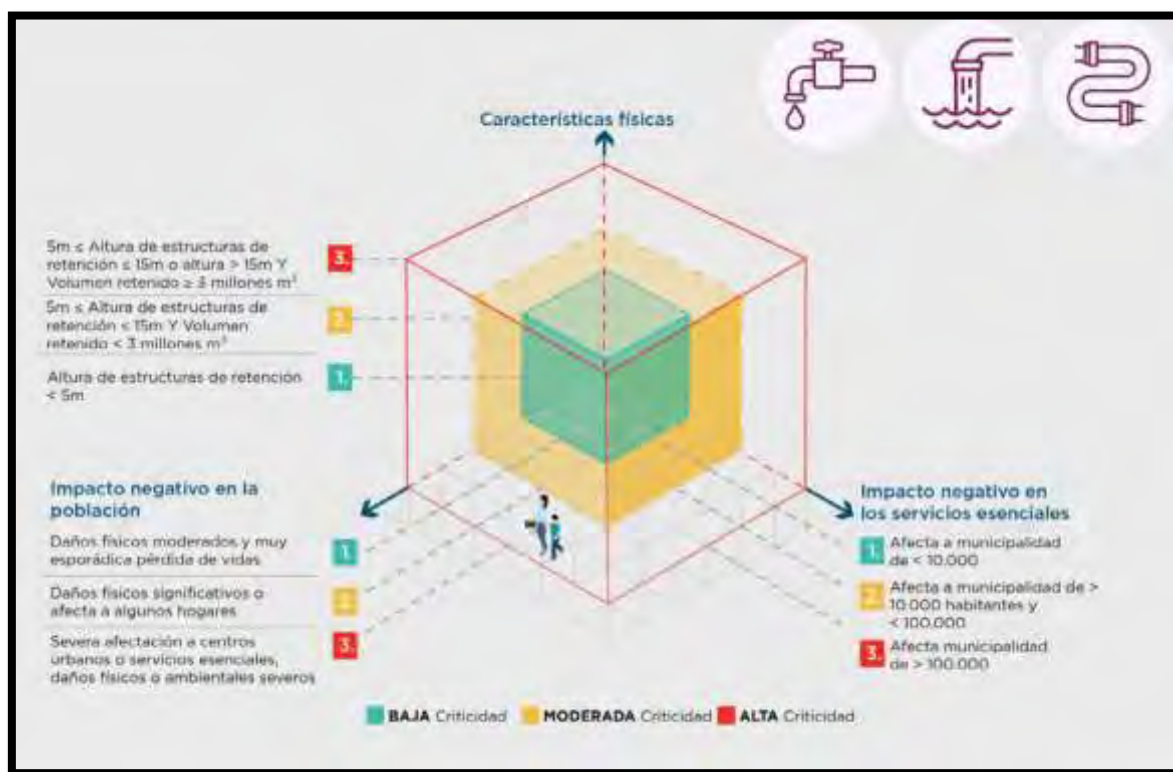 Características físicas
5m ≤ Altura de estructuras de
retención ≤ 15m o altura > 15m Y
Volumen retenido ≥ 3 millones m³
3.
5m ≤ Altura de estructuras de
retención ≤ 15m Y Volumen
retenido < 3 millones m³
2.
Altura de estructuras de retención
< 5m
1.
Impacto negativo en la
población
Daños físicos moderados y muy
esporádica pérdida de vidas
1.
Daños físicos significativos o
afecta a algunos hogares
2.
Severa afectación a centros
urbanos o servicios esenciales,
daños físicos o ambientales severos
3.
Impacto negativo en
los servicios esenciales
1. Afecta a municipalidad
de < 10.000
2. Afecta a municipalidad de >
10.000 habitantes y
< 100.000
3. Afecta municipalidad
de > 100.000
BAJA Criticidad MODERADA Criticidad ALTA Criticidad